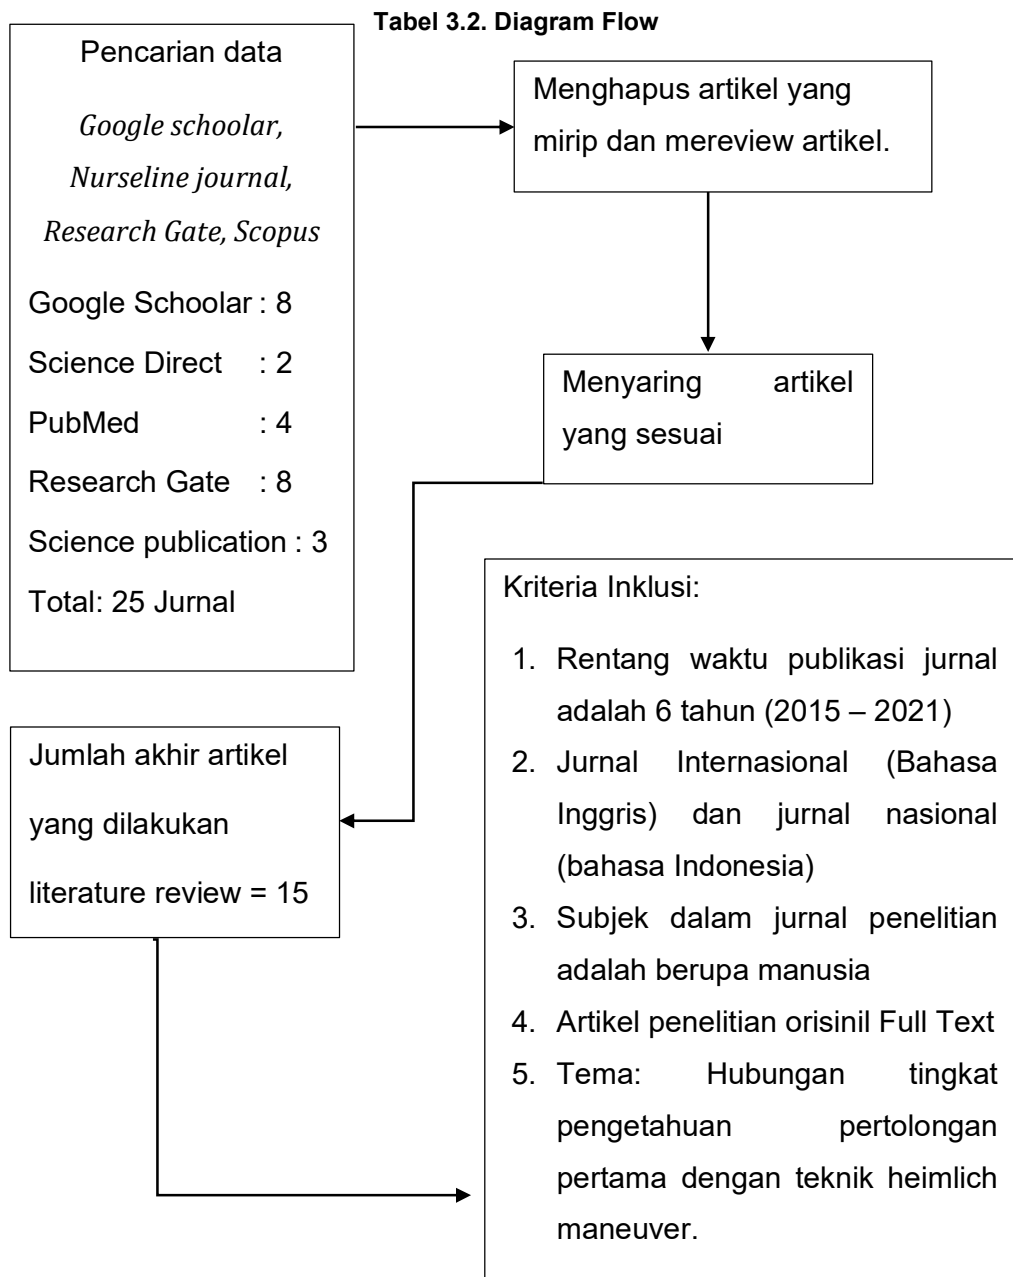 Tabel 3.2. Diagram Flow
Pencarian data
Google schoolar,
Nurseline journal,
Research Gate, Scopus
Google Schoolar : 8
Science Direct : 2
PubMed : 4
Research Gate : 8
Science publication : 3
Total: 25 Jurnal
Menghapus artikel yang
mirip dan mereview artikel.
Menyaring artikel
yang sesuai
Jumlah akhir artikel
yang dilakukan
literature review = 15
Kriteria Inklusi:
1. Rentang waktu publikasi jurnal
adalah 6 tahun (2015 – 2021)
2. Jurnal Internasional (Bahasa
Inggris) dan jurnal nasional
(bahasa Indonesia)
3. Subjek dalam jurnal penelitian
adalah berupa manusia
4. Artikel penelitian orisinil Full Text
5. Tema: Hubungan tingkat
pengetahuan pertolongan
pertama dengan teknik heimlich
maneuver.